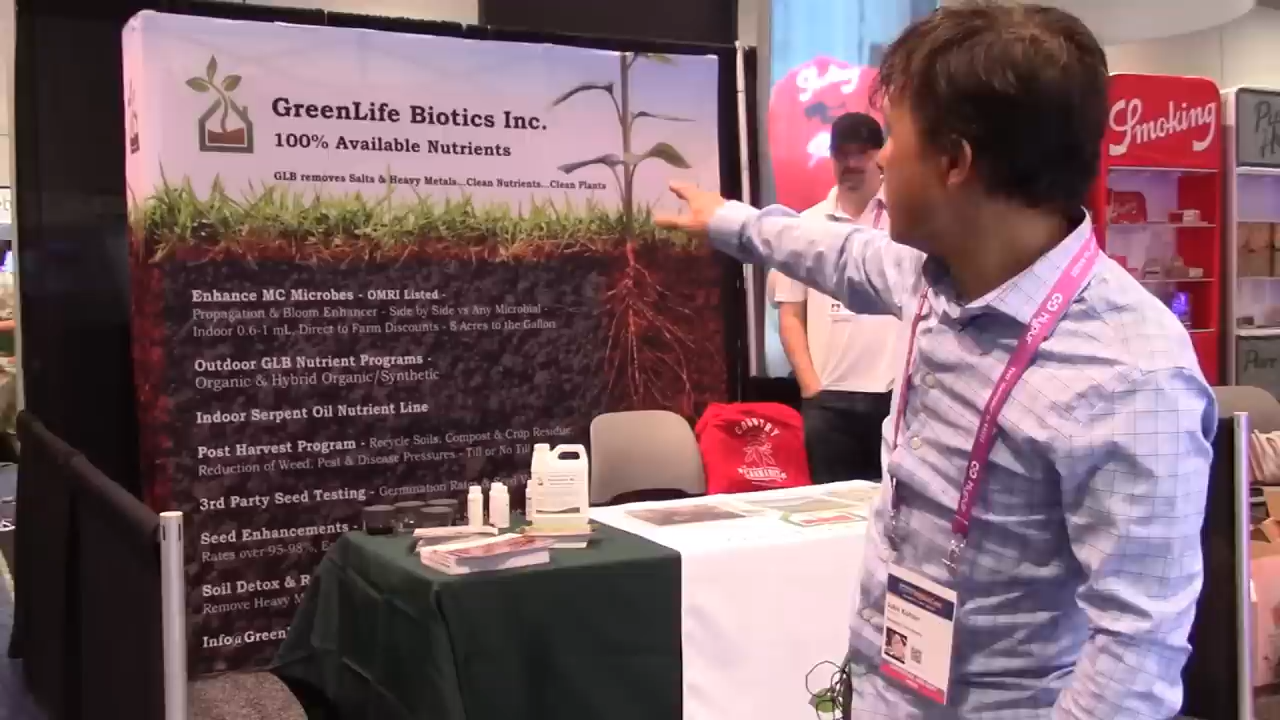 GreenLife Biotics Inc.
100% Available Nutrients
GLB removes Salts & Heavy Metals...Clean Nutrients...Clean Plants
Enhance MC Microbes - OMRI Listed -
Propagation & Bloom Enhancer - Side by Side vs Any Microbial -
Indoor 0.6-1 mL, Direct to Farm Discounts - 8 Acres to the Gallon
Outdoor GLB Nutrient Programs -
Organic & Hybrid Organic/Synthetic
Indoor Serpent Oil Nutrient Line
Post Harvest Program - Recycle Soils, Compost & Crop Residue,
Reduction of Weed, Pest & Disease Pressures - Till or No Till
3rd Party Seed Testing - Germination Rates & Seed
Seed Enhancements -
Rates over 95-98%,
Soil Detox & R
Remove Heavy M
Info@Green
COUNTRY
CANNABIS
Smoking
Smoking